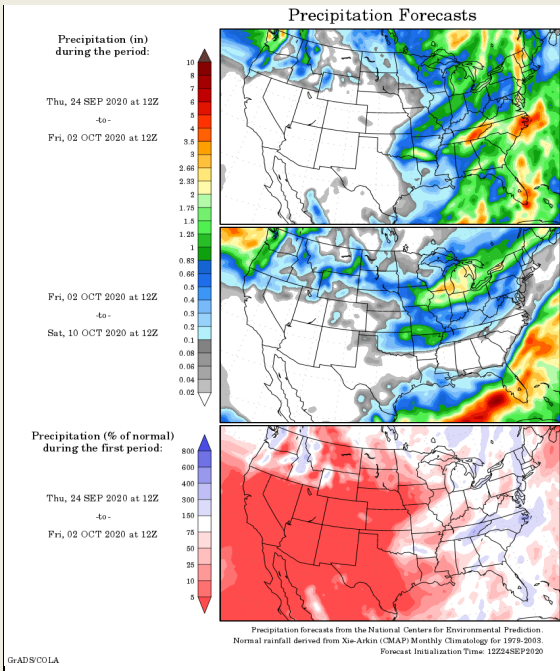 Precipitation Forecasts
Precipitation (in)
during the period:
Thu, 24 SEP 2020 at 12Z
-to-
Fri, 02 OCT 2020 at 12Z
10
8
7
6
5
4
3.5
3
2.66
2.33
2
1.75
1.5
1.25
1
0.83
0.66
0.5
0.4
0.3
0.2
0.1
0.08
0.06
0.04
0.02
Fri, 02 OCT 2020 at 12Z
-to-
Sat, 10 OCT 2020 at 12Z
Precipitation (% of normal)
during the first period:
Thu, 24 SEP 2020 at 12Z
-to-
Fri, 02 OCT 2020 at 12Z
800
600
400
300
150
75
50
25
10
5
Precipitation forecasts from the National Centers for Environmental Prediction.
Normal rainfall derived from Xie-Arkin (CMAP) Monthly Climatology for 1979-2003.
Forecast Initialization Time: 12Z24SEP2020
GrADS/COLA